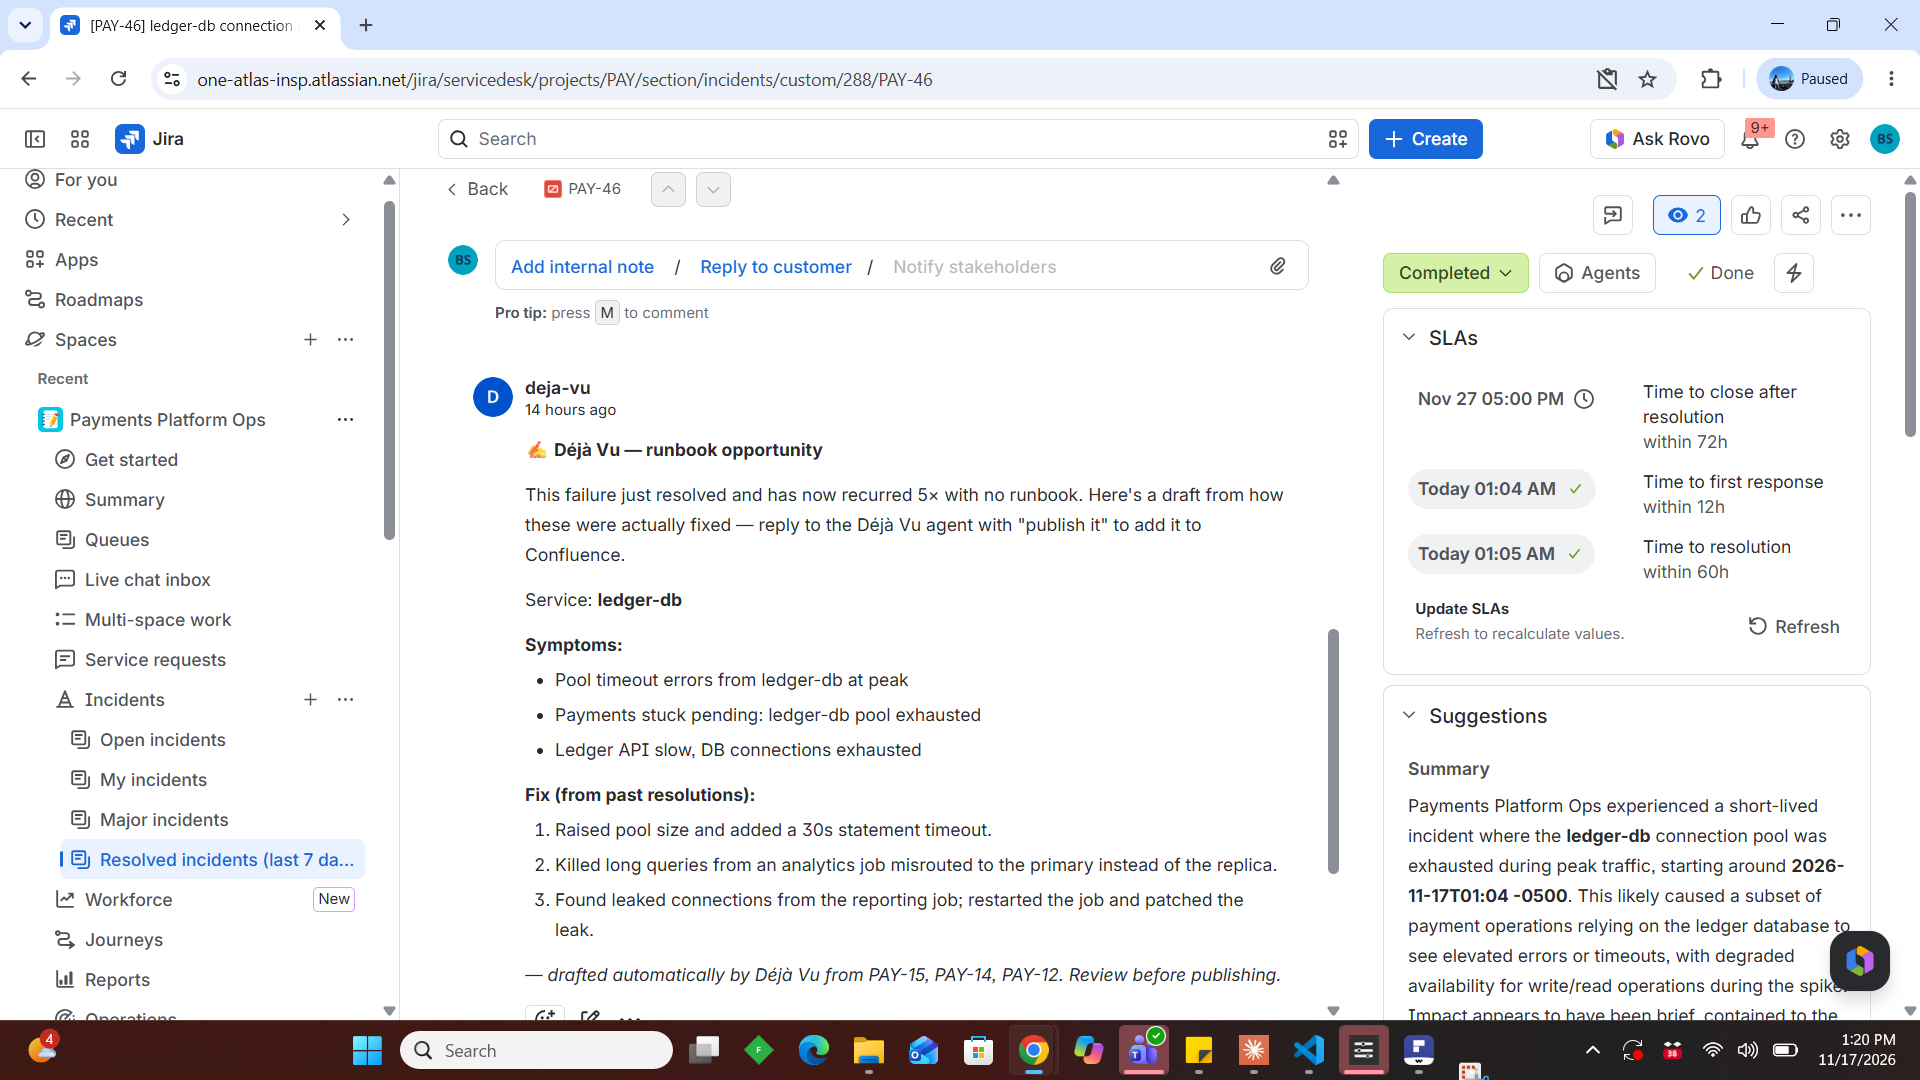 [PAY-46] ledger-db connection
one-atlas-insp.atlassian.net/jira/servicedesk/projects/PAY/section/incidents/custom/288/PAY-46
Paused
Jira
Search
Create
Ask Rovo
9+
BS
For you
Recent
Apps
Roadmaps
Spaces
Recent
Payments Platform Ops
Get started
Summary
Queues
Live chat inbox
Multi-space work
Service requests
Incidents
Open incidents
My incidents
Major incidents
Resolved incidents (last 7 da...
Workforce
New
Journeys
Reports
Operations
Back
PAY-46
BS
Add internal note / Reply to customer / Notify stakeholders
Pro tip: press M to comment
D
deja-vu
14 hours ago
✍️ Déjà Vu — runbook opportunity
This failure just resolved and has now recurred 5× with no runbook. Here's a draft from how
these were actually fixed — reply to the Déjà Vu agent with "publish it" to add it to
Confluence.
Service: ledger-db
Symptoms:
• Pool timeout errors from ledger-db at peak
• Payments stuck pending: ledger-db pool exhausted
• Ledger API slow, DB connections exhausted
Fix (from past resolutions):
1. Raised pool size and added a 30s statement timeout.
2. Killed long queries from an analytics job misrouted to the primary instead of the replica.
3. Found leaked connections from the reporting job; restarted the job and patched the
leak.
— drafted automatically by Déjà Vu from PAY-15, PAY-14, PAY-12. Review before publishing.
2
Completed
Agents
Done
SLAs
Nov 27 05:00 PM
Time to close after
resolution
within 72h
Today 01:04 AM
Time to first response
within 12h
Today 01:05 AM
Time to resolution
within 60h
Update SLAs
Refresh to recalculate values.
Refresh
Suggestions
Summary
Payments Platform Ops experienced a short-lived
incident where the ledger-db connection pool was
exhausted during peak traffic, starting around 2026-
11-17T01:04 -0500. This likely caused a subset of
payment operations relying on the ledger database to
see elevated errors or timeouts, with degraded
availability for write/read operations during the spike.
Impact appears to have been brief, contained to the
4
Search
38
1:20 PM
11/17/2026